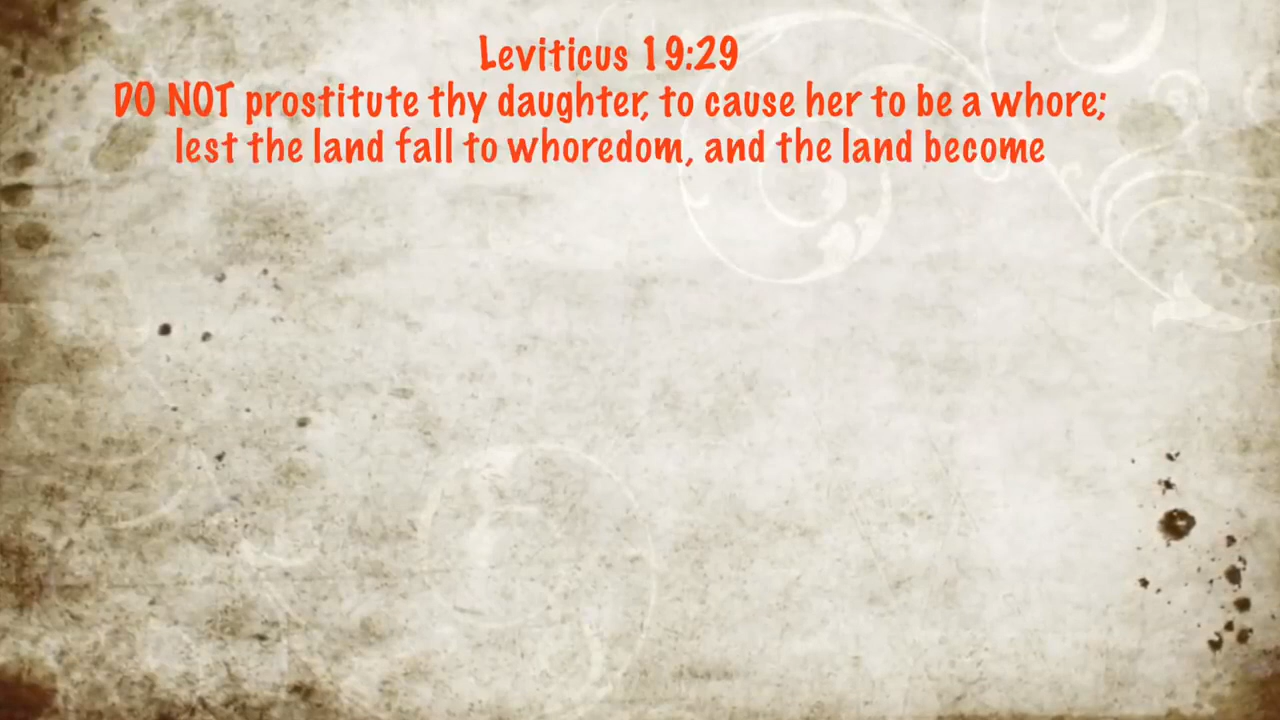 Leviticus 19:29
DO NOT prostitute thy daughter, to cause her to be a whore;
lest the land fall to whoredom, and the land become